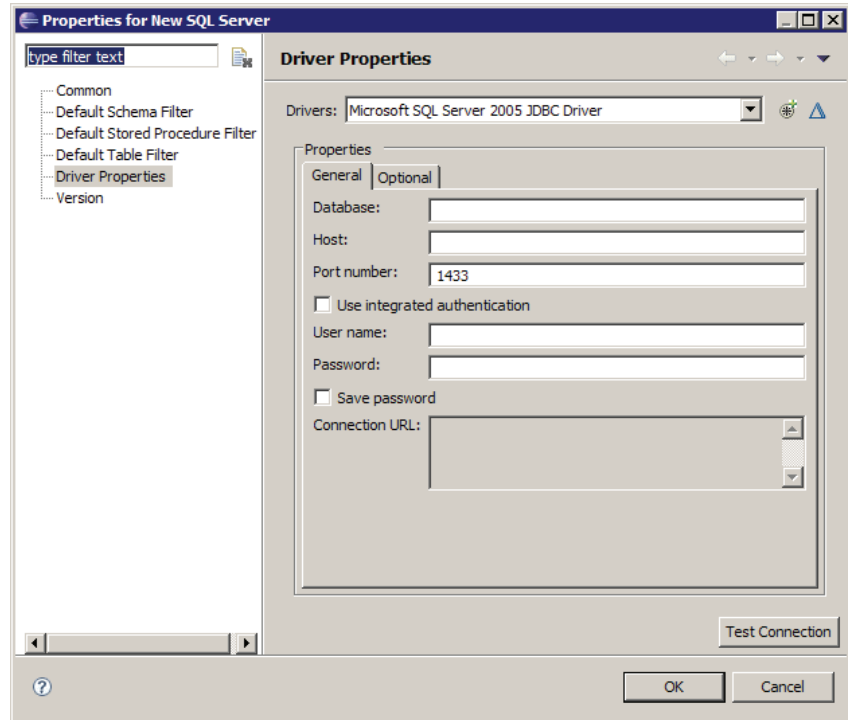 Properties for New SQL Server
type filter text
Common
Default Schema Filter
Default Stored Procedure Filter
Default Table Filter
Driver Properties
Version
Driver Properties
Drivers: Microsoft SQL Server 2005 JDBC Driver
Properties
General Optional
Database:
Host:
Port number: 1433
Use integrated authentication
User name:
Password:
Save password
Connection URL:
Test Connection
? OK Cancel